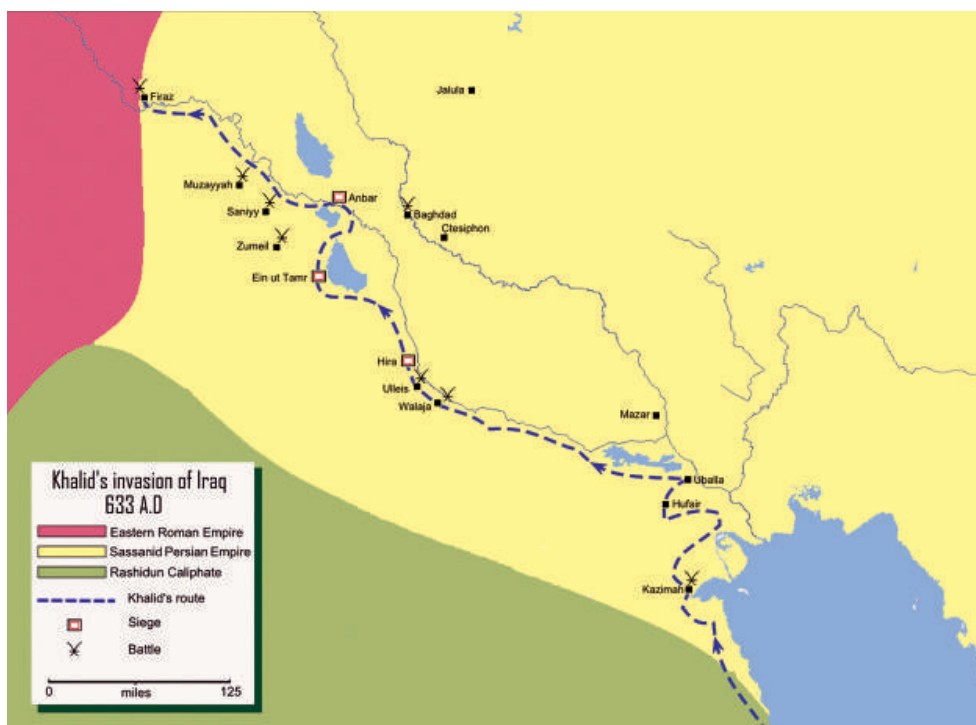 Firaz
Jalula
Muzayyah
Anbar
Saniyy
Baghdad
Ctesiphon
Zumeil
Ein ut Tamr
Hira
Ulleis
Walaja
Mazar
Uballa
Hufair
Kazimah
Khalid's invasion of Iraq
633 A.D
Eastern Roman Empire
Sassanid Persian Empire
Rashidun Caliphate
Khalid's route
Siege
Battle
0 miles 125